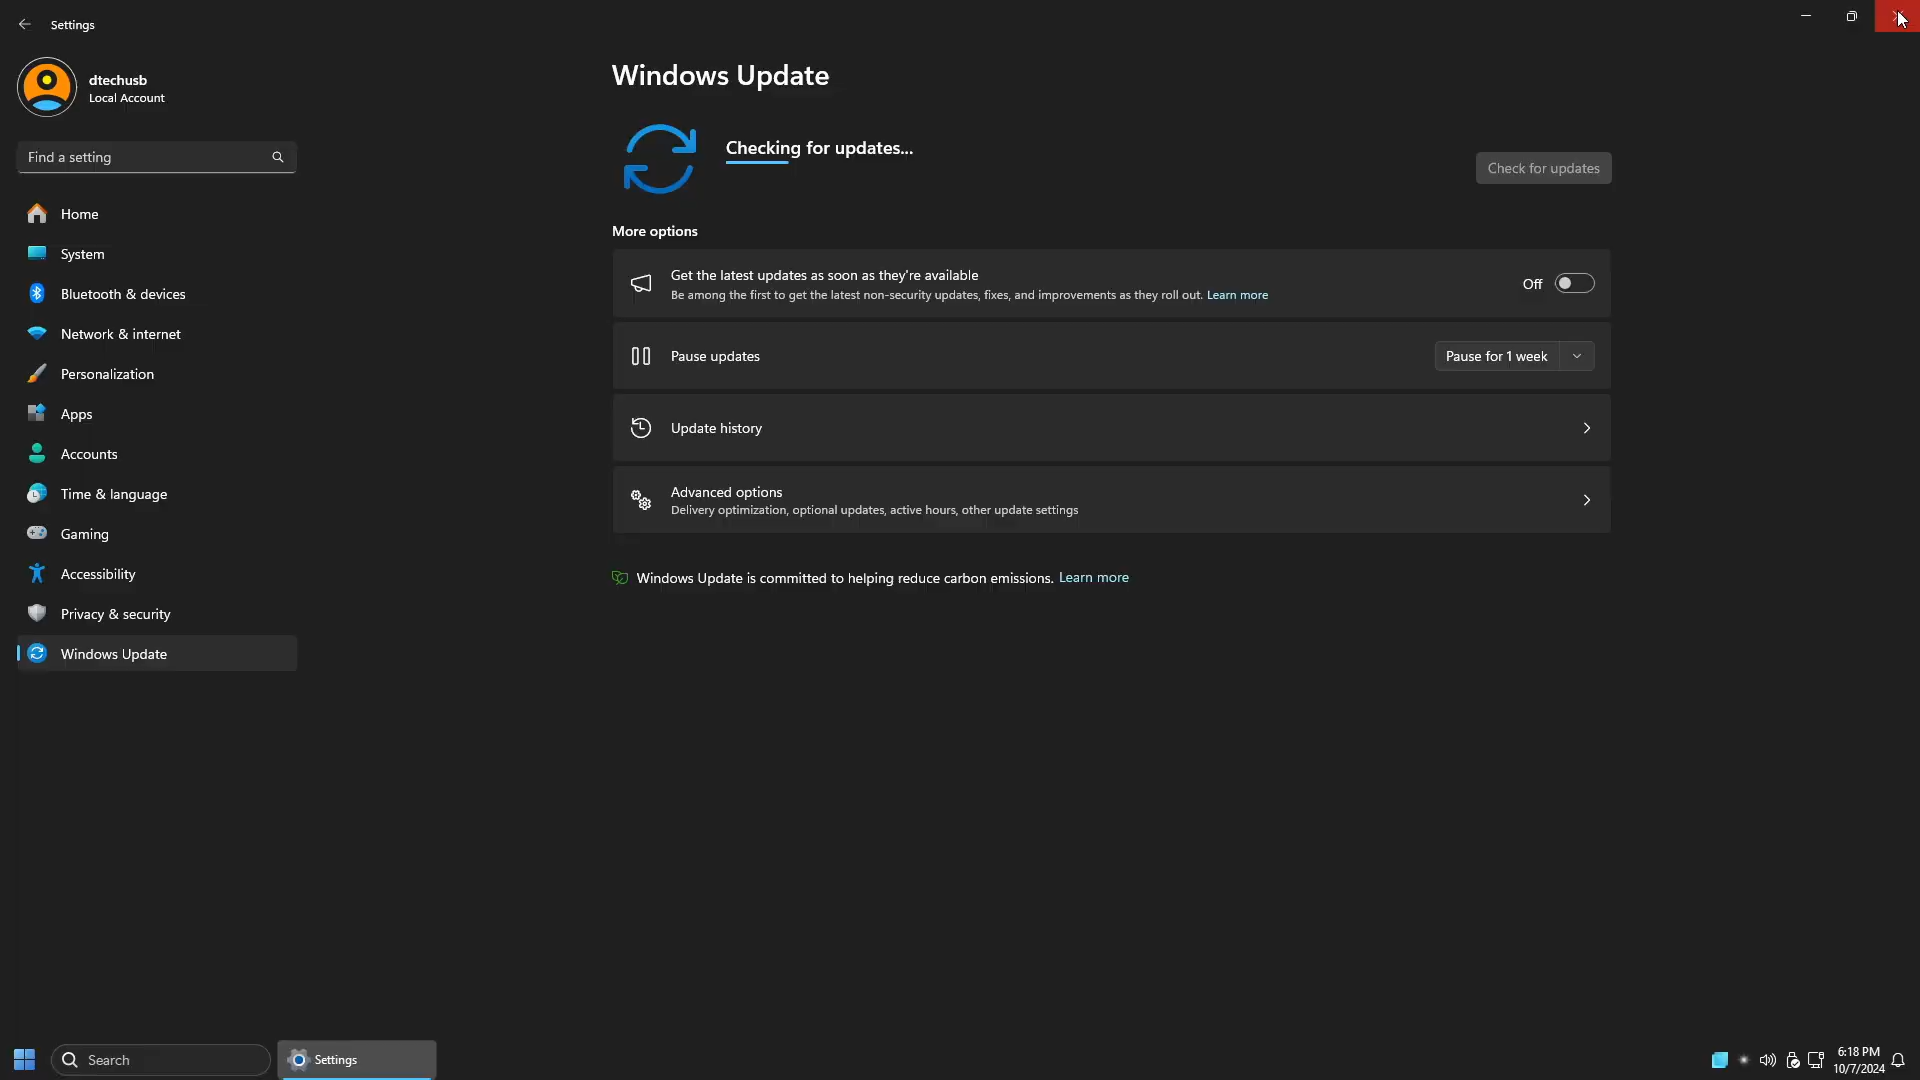 Settings
dtechusb
Local Account
Find a setting
Home
System
Bluetooth & devices
Network & internet
Personalization
Apps
Accounts
Time & language
Gaming
Accessibility
Privacy & security
Windows Update
Windows Update
Checking for updates...
Check for updates
More options
Get the latest updates as soon as they're available
Be among the first to get the latest non-security updates, fixes, and improvements as they roll out. Learn more
Off
Pause updates
Pause for 1 week
Update history
Advanced options
Delivery optimization, optional updates, active hours, other update settings
Windows Update is committed to helping reduce carbon emissions. Learn more
Search
Settings
6:18 PM
10/7/2024